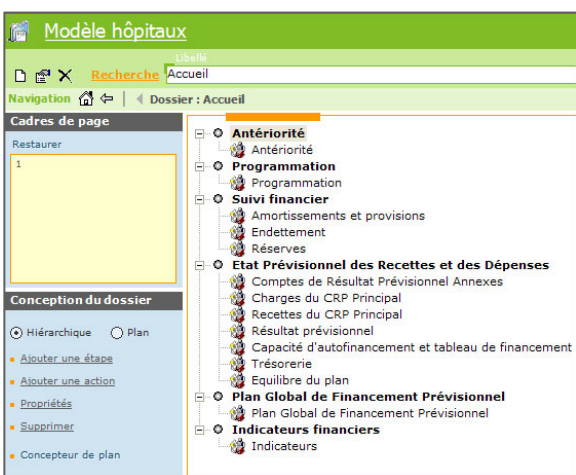 Modèle hôpitaux
Libellé
Recherche Accueil
Navigation Dossier : Accueil
Cadres de page
Restaurer
1
Conception du dossier
Hiérarchique Plan
Ajouter une étape
Ajouter une action
Propriétés
Supprimer
Concepteur de plan
Antériorité
Antériorité
Programmation
Programmation
Suivi financier
Amortissements et provisions
Endettement
Réserves
Etat Prévisionnel des Recettes et des Dépenses
Comptes de Résultat Prévisionnel Annexes
Charges du CRP Principal
Recettes du CRP Principal
Résultat prévisionnel
Capacité d'autofinancement et tableau de financement
Trésorerie
Equilibre du plan
Plan Global de Financement Prévisionnel
Plan Global de Financement Prévisionnel
Indicateurs financiers
Indicateurs